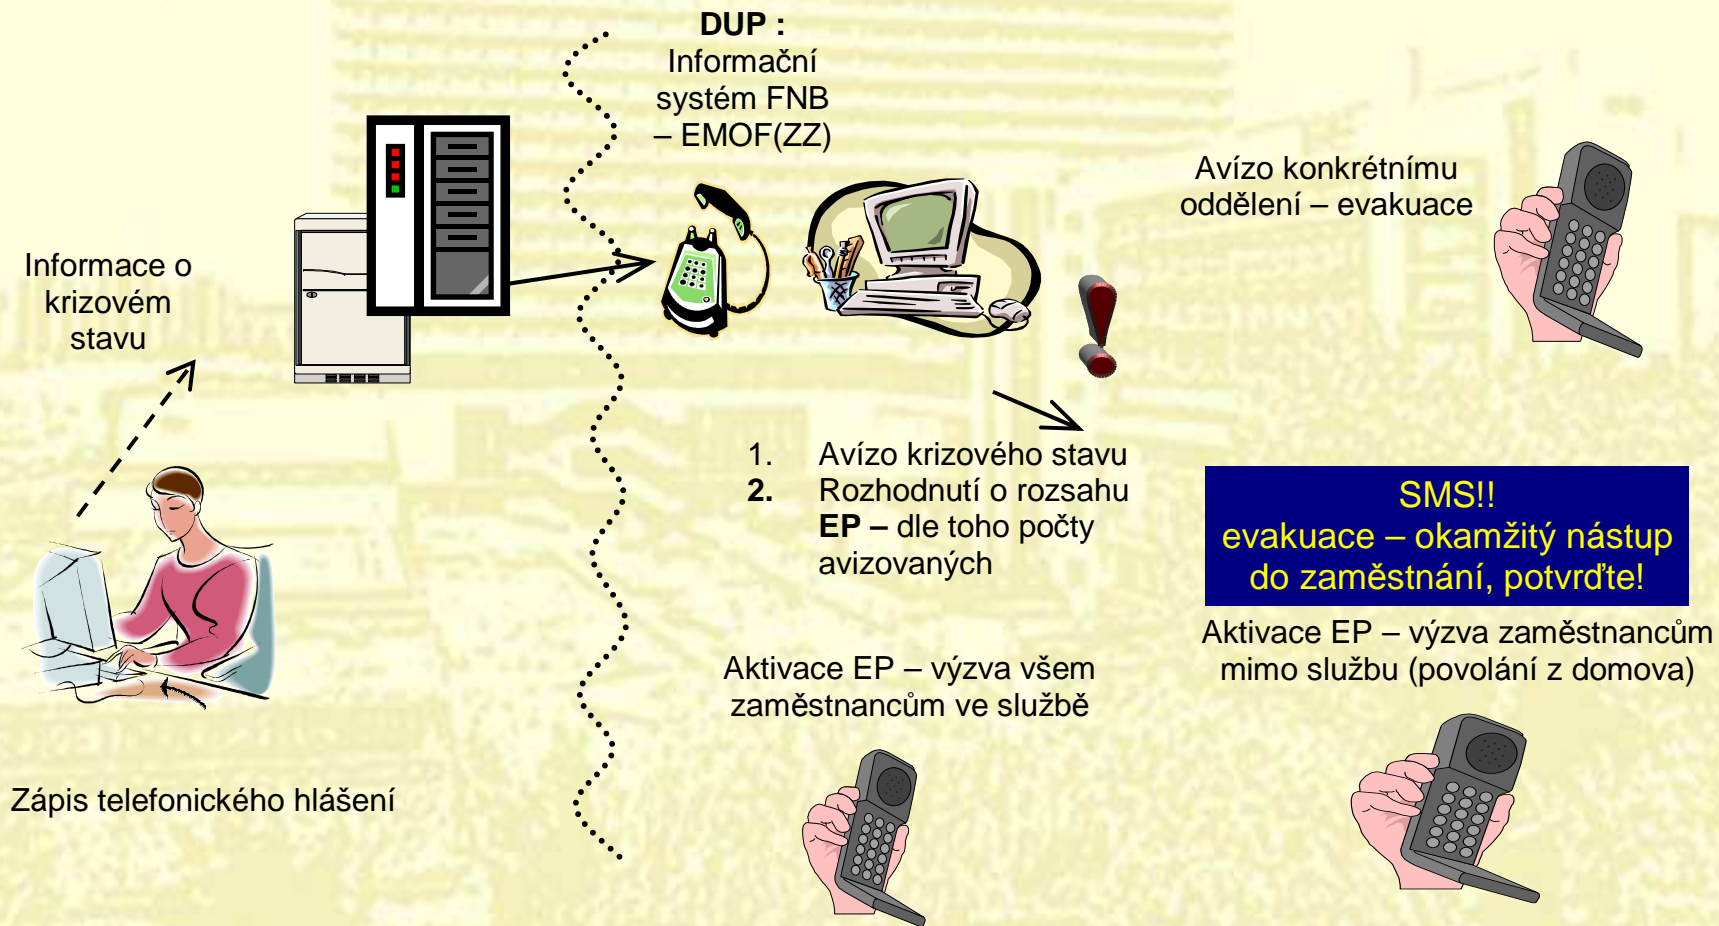 DUP :
Informační
systém FNB
– EMOF(ZZ)
Avízo konkrétnímu
oddělení – evakuace
Informace o
krizovém
stavu
1. Avízo krizového stavu
2. Rozhodnutí o rozsahu
EP – dle toho počty
avizovaných
SMS!!
evakuace – okamžitý nástup
do zaměstnání, potvrďte!
Aktivace EP – výzva zaměstnancům
mimo službu (povolání z domova)
Aktivace EP – výzva všem
zaměstnancům ve službě
Zápis telefonického hlášení